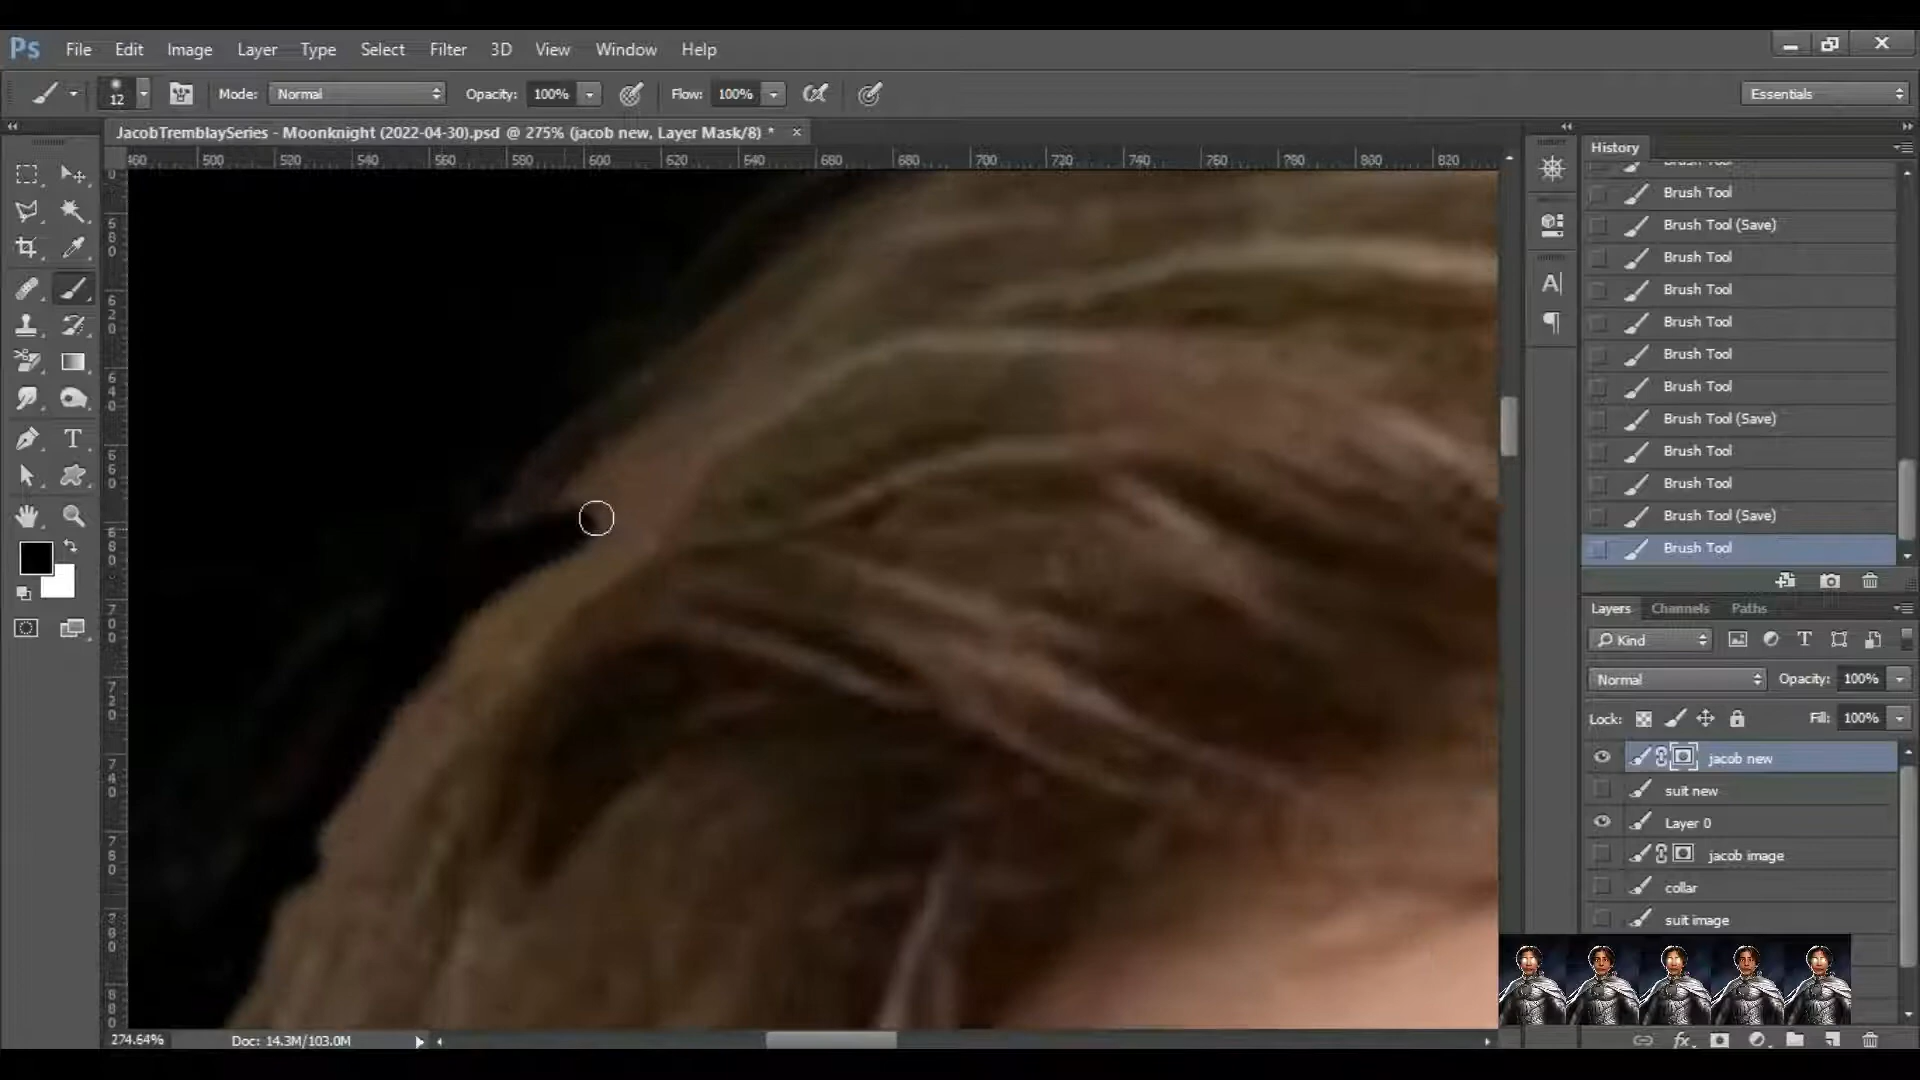 Ps File Edit Image Layer Type Select Filter 3D View Window Help
12 Mode: Normal Opacity: 100% Flow: 100% Essentials
JacobTremblaySeries - Moonknight (2022-04-30).psd @ 275% (jacob new, Layer Mask/8) * ×
460 500 520 540 560 580 600 620 540 660 680 700 720 740 760 780 800 820
History
Brush Tool
Brush Tool
Brush Tool (Save)
Brush Tool
Brush Tool
Brush Tool
Brush Tool
Brush Tool
Brush Tool (Save)
Brush Tool
Brush Tool
Brush Tool (Save)
Brush Tool
Layers Channels Paths
Kind
Normal Opacity: 100%
Lock: Fill: 100%
jacob new
suit new
Layer 0
jacob image
collar
suit image
274.64% Doc: 14.3M/103.0M